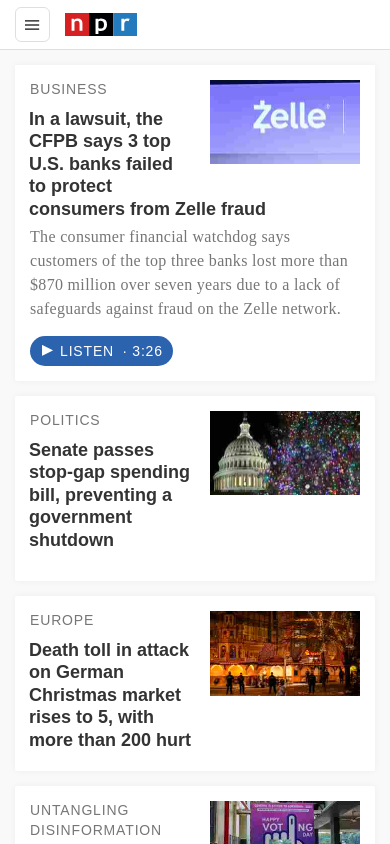 npr
BUSINESS
Zelle
In a lawsuit, the
CFPB says 3 top
U.S. banks failed
to protect
consumers from Zelle fraud
The consumer financial watchdog says
customers of the top three banks lost more than
$870 million over seven years due to a lack of
safeguards against fraud on the Zelle network.
LISTEN · 3:26
POLITICS
Senate passes
stop-gap spending
bill, preventing a
government
shutdown
EUROPE
Death toll in attack
on German
Christmas market
rises to 5, with
more than 200 hurt
UNTANGLING
DISINFORMATION
HAPPY
VOTING
DAY